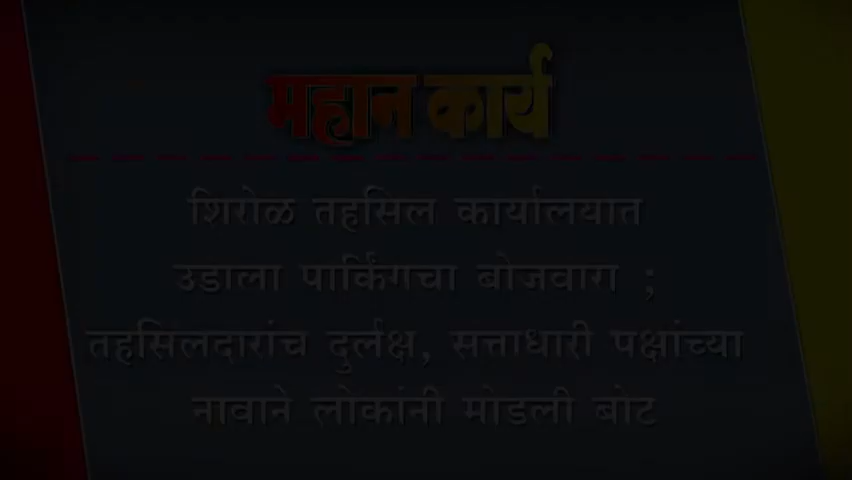 महान कार्य
शिरोळ तहसिल कार्यालयात
उडाला पार्किंगचा बोजवारा ;
तहसिलदारांच दुर्लक्ष, सत्ताधारी पक्षांच्या
नावाने लोकांनी मोडली बोट